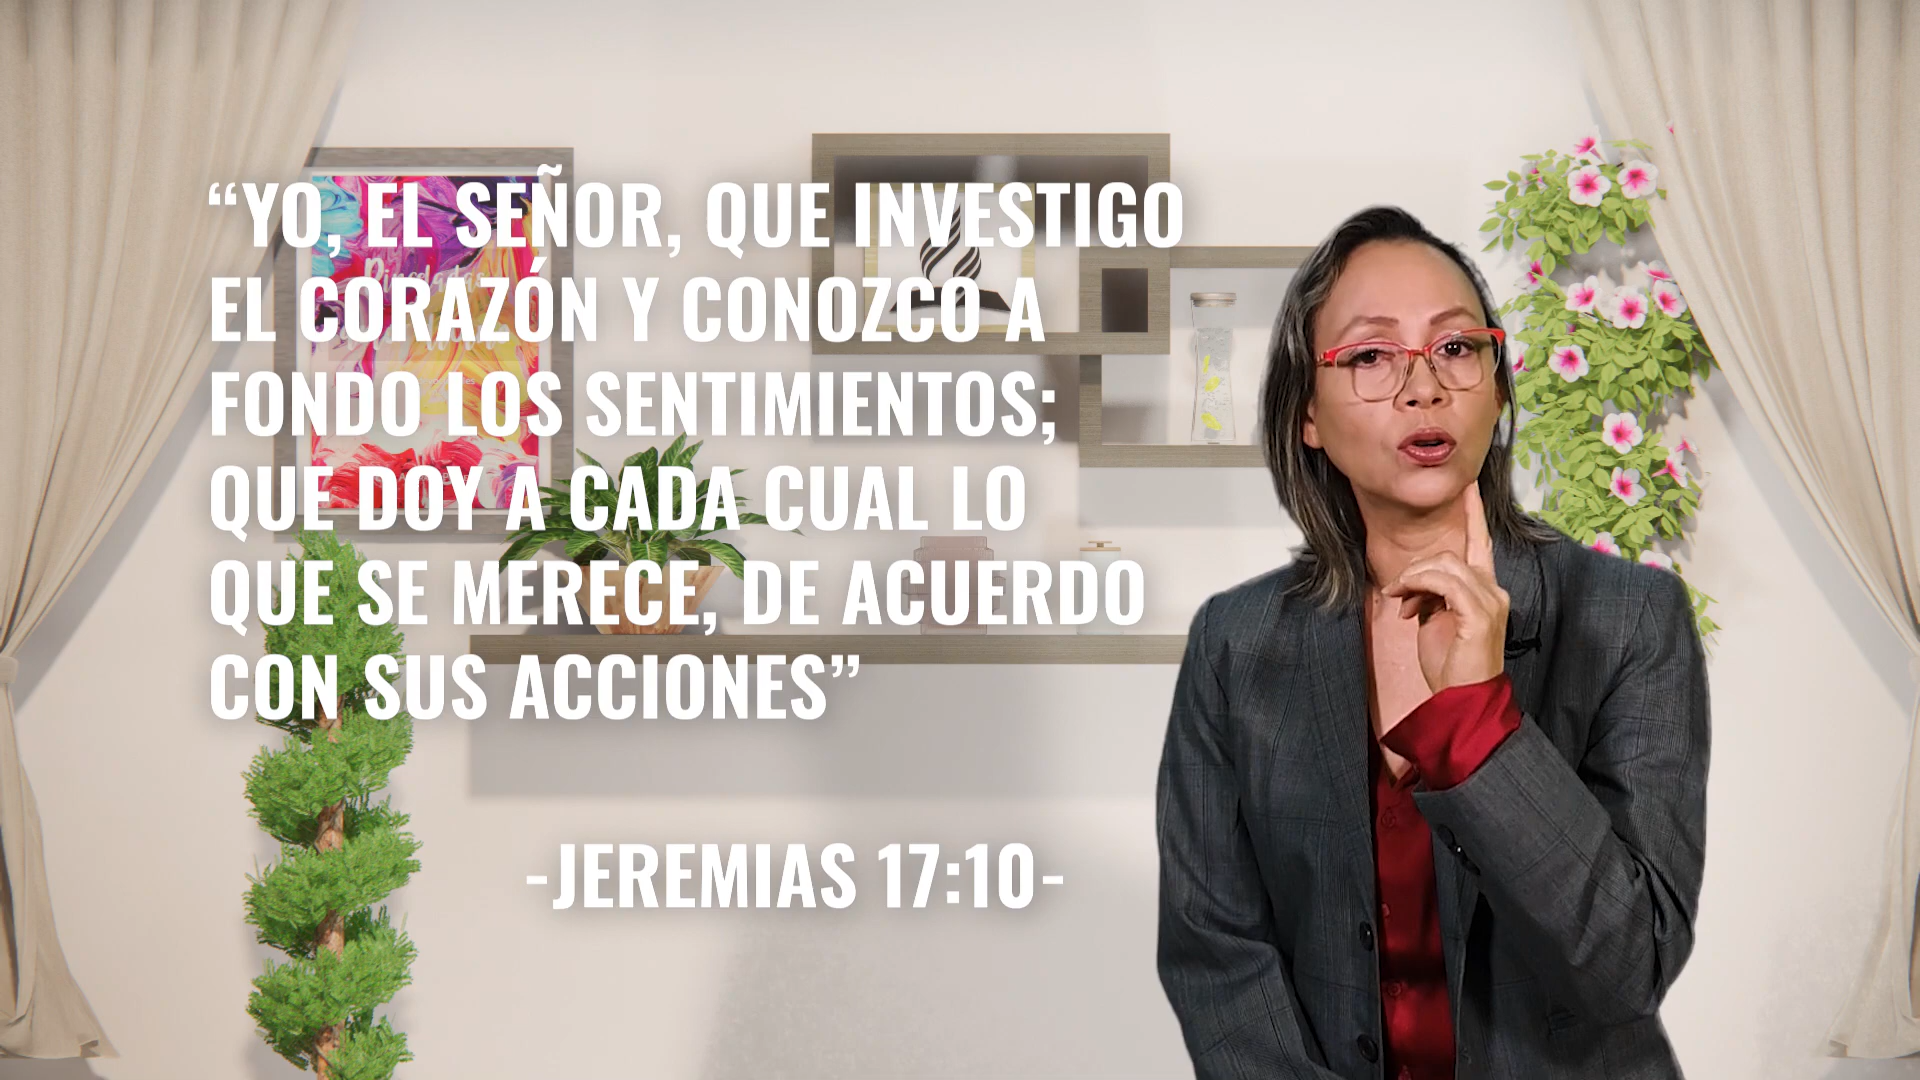 “YO, EL SEÑOR, QUE INVESTIGO
EL CORAZÓN Y CONOZCO A
FONDO LOS SENTIMIENTOS;
QUE DOY A CADA CUAL LO
QUE SE MERECE, DE ACUERDO
CON SUS ACCIONES”
-JEREMIAS 17:10-
Pinceladas